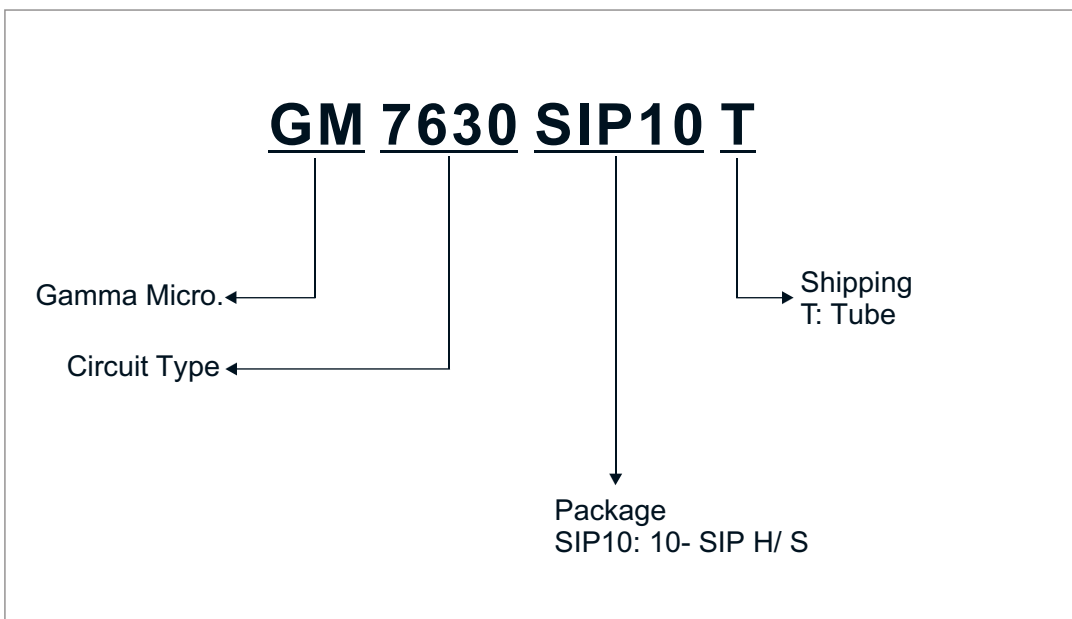 GM 7630 SIP10 T
Gamma Micro.
Shipping
T: Tube
Circuit Type
Package
SIP10: 10- SIP H/ S